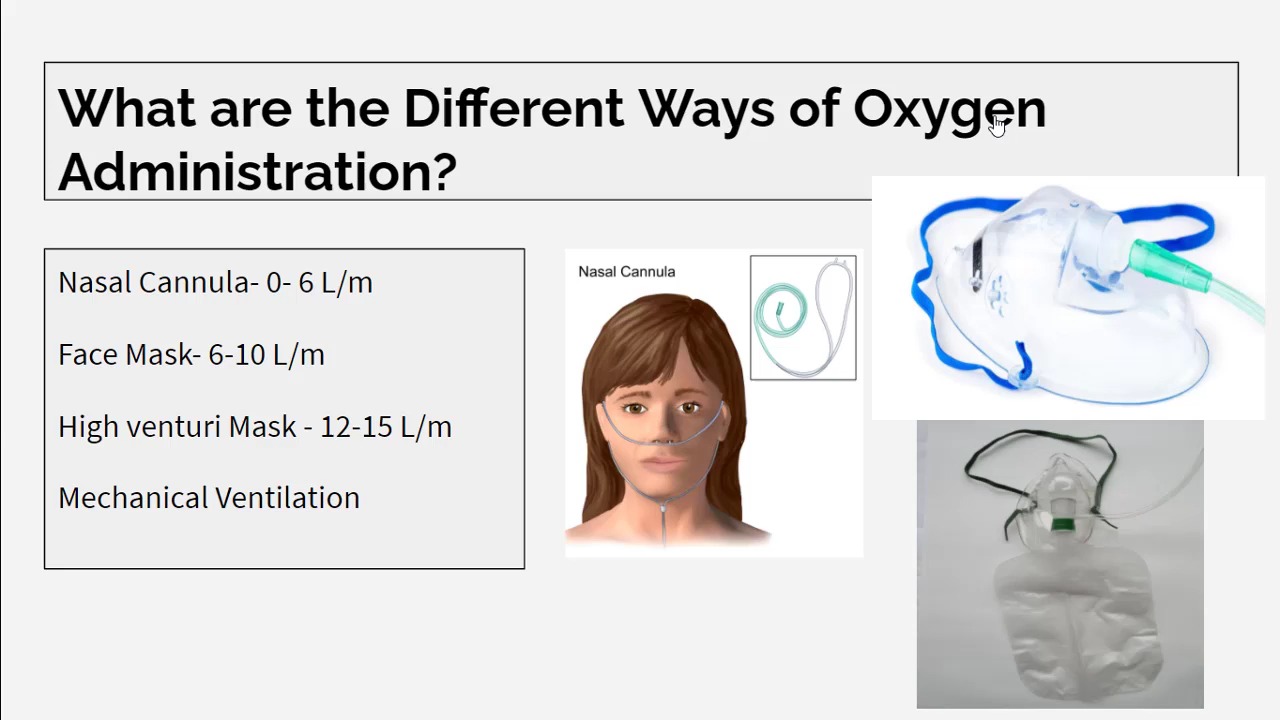 What are the Different Ways of Oxygen
Administration?
Nasal Cannula- 0- 6 L/m
Face Mask- 6-10 L/m
High venturi Mask - 12-15 L/m
Mechanical Ventilation
Nasal Cannula